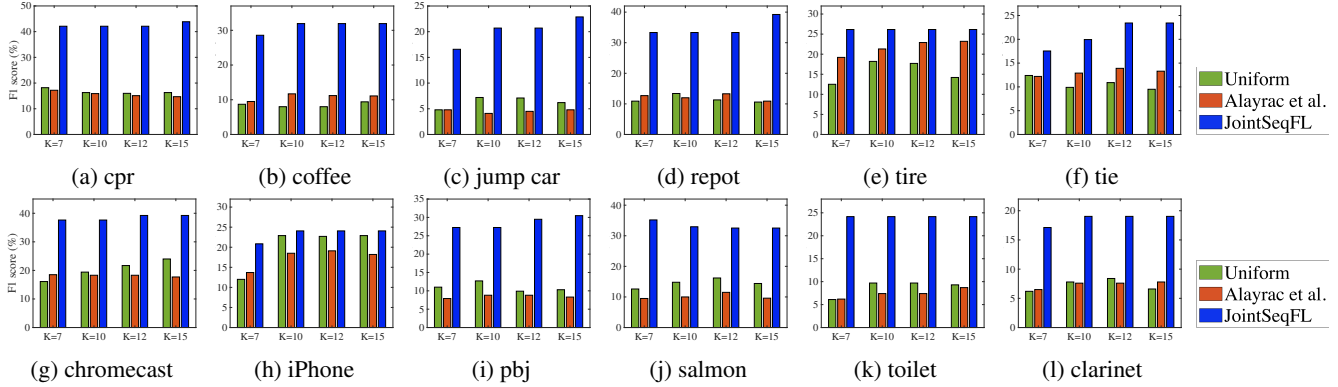 F1 score (%)
50
40
30
20
10
0
K=7 K=10 K=12 K=15
(a) cpr
30
20
10
0
K=7 K=10 K=12 K=15
(b) coffee
25
20
15
10
5
0
K=7 K=10 K=12 K=15
(c) jump car
40
30
20
10
0
K=7 K=10 K=12 K=15
(d) repot
30
25
20
15
10
5
0
K=7 K=10 K=12 K=15
(e) tire
25
20
15
10
5
0
K=7 K=10 K=12 K=15
(f) tie
Uniform
Alayrac et al.
JointSeqFL
F1 score (%)
40
30
20
10
0
K=7 K=10 K=12 K=15
(g) chromecast
30
25
20
15
10
5
0
K=7 K=10 K=12 K=15
(h) iPhone
35
30
25
20
15
10
5
0
K=7 K=10 K=12 K=15
(i) pbj
40
30
20
10
0
K=7 K=10 K=12 K=15
(j) salmon
25
20
15
10
5
0
K=7 K=10 K=12 K=15
(k) toilet
20
15
10
5
0
K=7 K=10 K=12 K=15
(l) clarinet
Uniform
Alayrac et al.
JointSeqFL